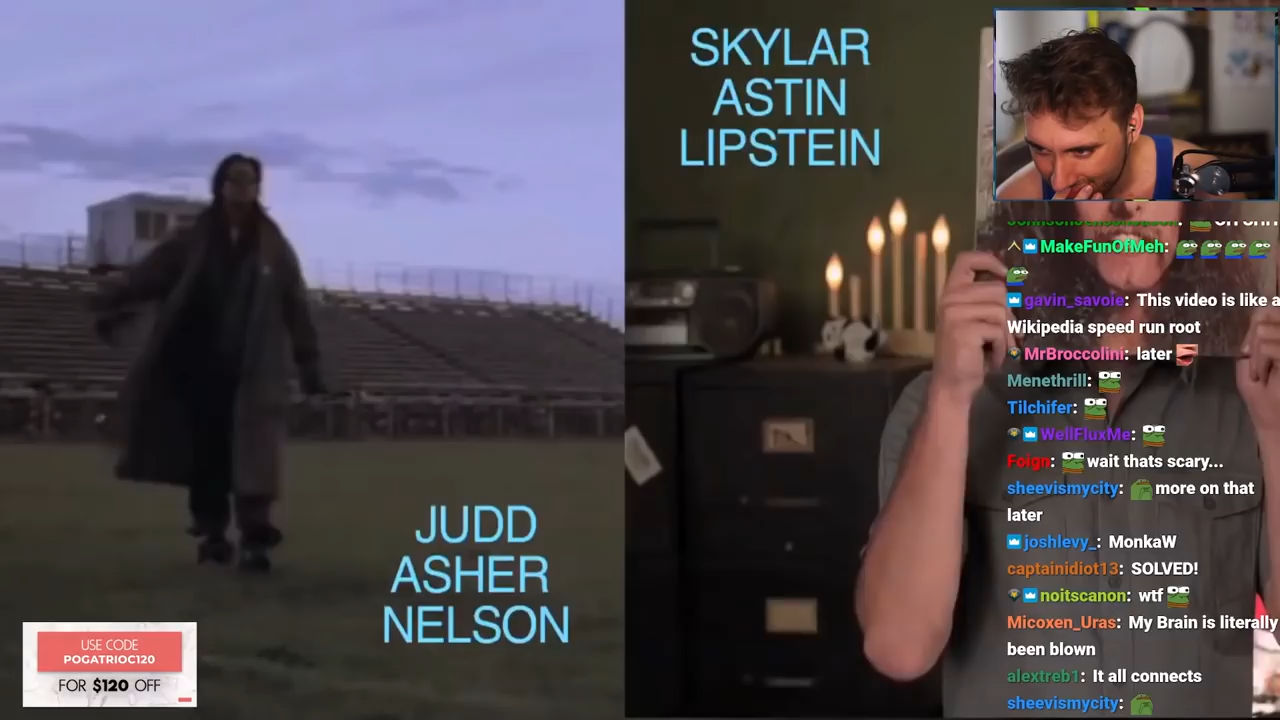 SKYLAR
ASTIN
LIPSTEIN
JUDD
ASHER
NELSON
USE CODE
POGATRIOC120
FOR $120 OFF
MakeFunOfMeh:
gavin_savoie: This video is like a
Wikipedia speed run root
MrBroccolini: later
Menethrill:
Tilchifer:
WellFluxMe:
Foign: wait thats scary...
sheevismycity: more on that
later
joshlevy_: MonkaW
captainidiot13: SOLVED!
noitscanon: wtf
Micoxen_Uras: My Brain is literally
been blown
alextreb1: It all connects
sheevismycity: